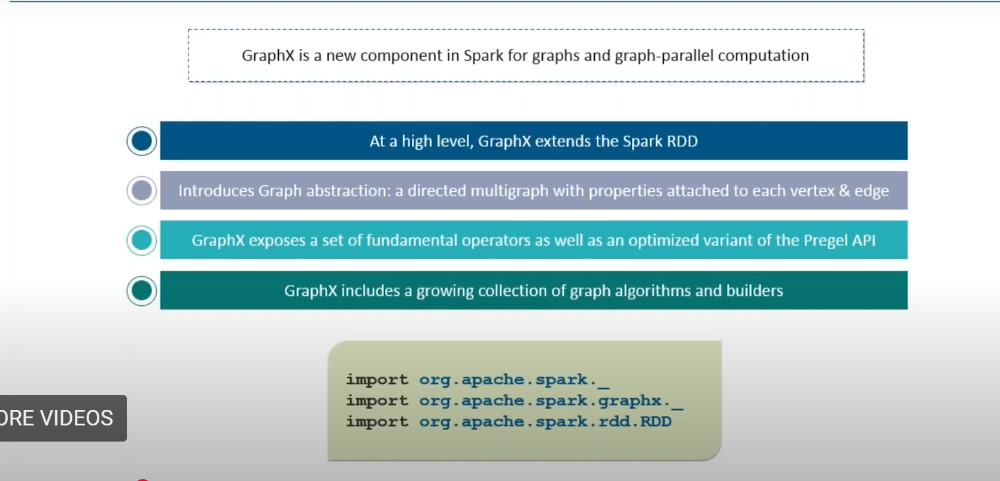 GraphX is a new component in Spark for graphs and graph-parallel computation
At a high level, GraphX extends the Spark RDD
Introduces Graph abstraction: a directed multigraph with properties attached to each vertex & edge
GraphX exposes a set of fundamental operators as well as an optimized variant of the Pregel API
GraphX includes a growing collection of graph algorithms and builders
import org.apache.spark._
import org.apache.spark.graphx._
import org.apache.spark.rdd.RDD
ORE VIDEOS